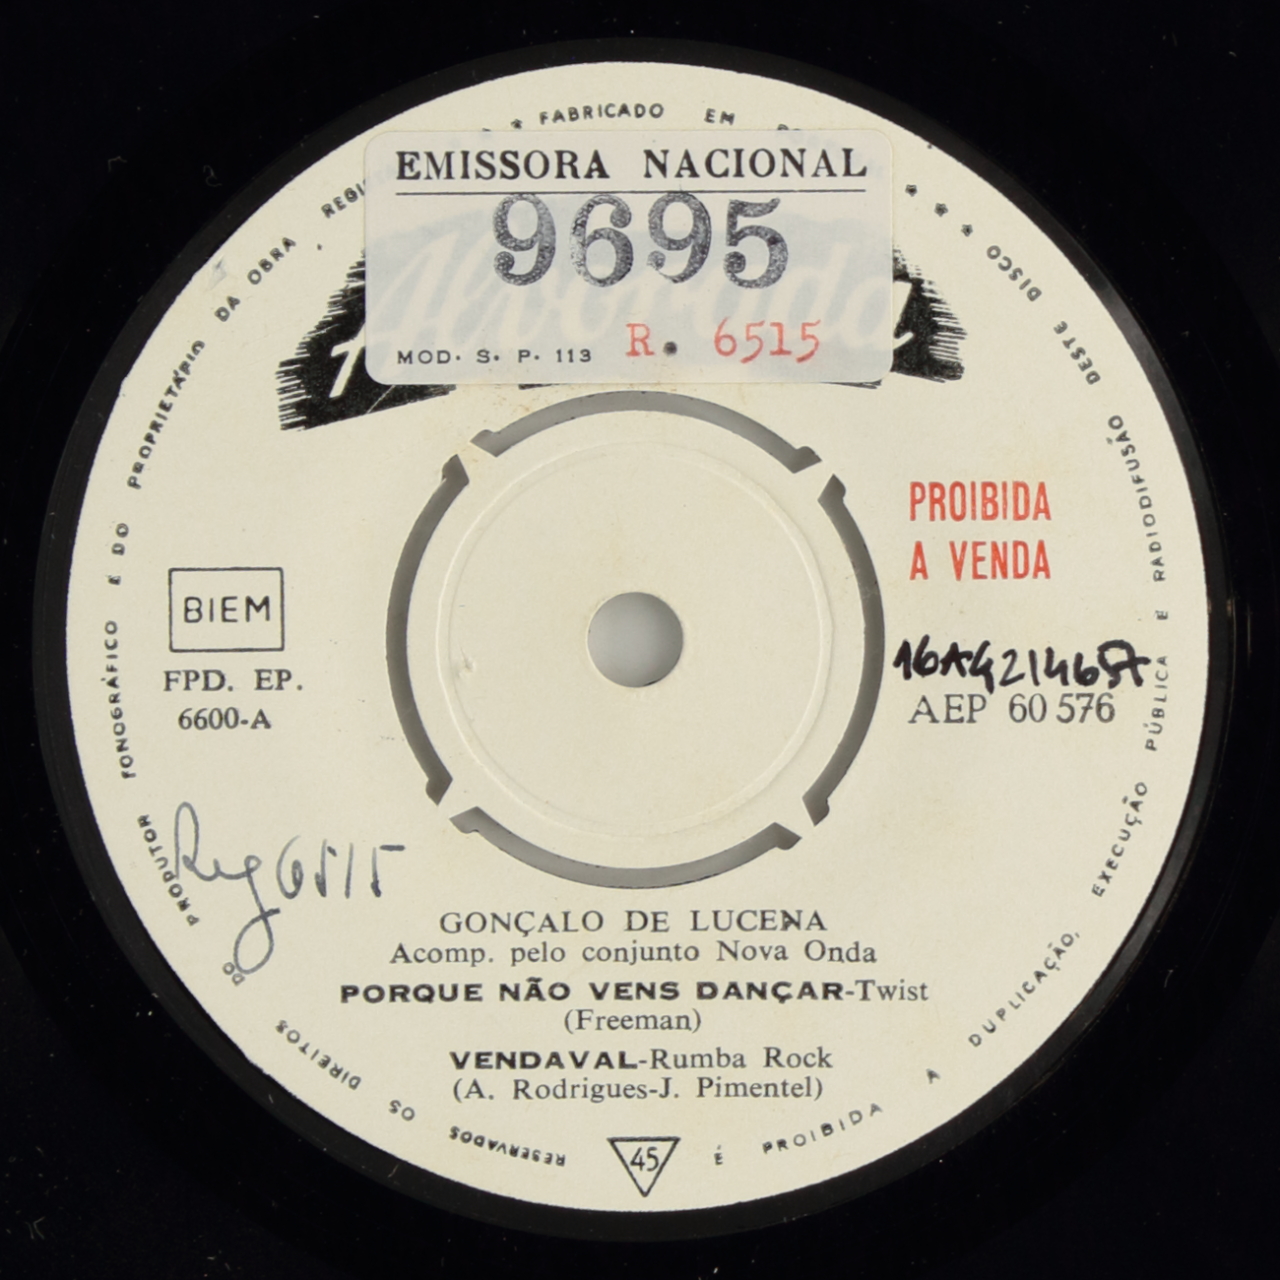 FABRICADO EM
EMISSORA NACIONAL
9695
Alvorada
MOD. S. P. 113 R. 6515
PROIBIDA
A VENDA
BIEM
FPD. EP.
6600-A
AEP 60 576
Reg 6515
GONÇALO DE LUCENA
Acomp. pelo conjunto Nova Onda
PORQUE NÃO VENS DANÇAR-Twist
(Freeman)
VENDAVAL-Rumba Rock
(A. Rodrigues-J. Pimentel)
45
RESERVADOS OS DIREITOS DO PRODUTOR FONOGRÁFICO E DO PROPRIETÁRIO DA OBRA
É PROIBIDA A DUPLICAÇÃO, EXECUÇÃO PÚBLICA E RADIODIFUSÃO DESTE DISCO